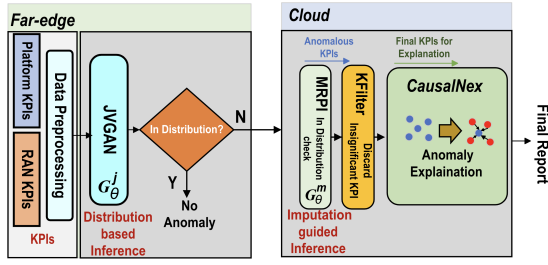 Far-edge
Platform KPIs
RAN KPIs
Data Preprocessing
KPIs
JVGAN
G_θ^j
In Distribution?
N
Y
No
Anomaly
Distribution
based
Inference
Cloud
Anomalous
KPIs
Final KPIs for
Explanation
MRPI
In Distribution
check
G_θ^m
KFilter
Discard
Insignificant KPI
CausalNex
Anomaly
Explaination
Imputation
guided
Inference
Final Report